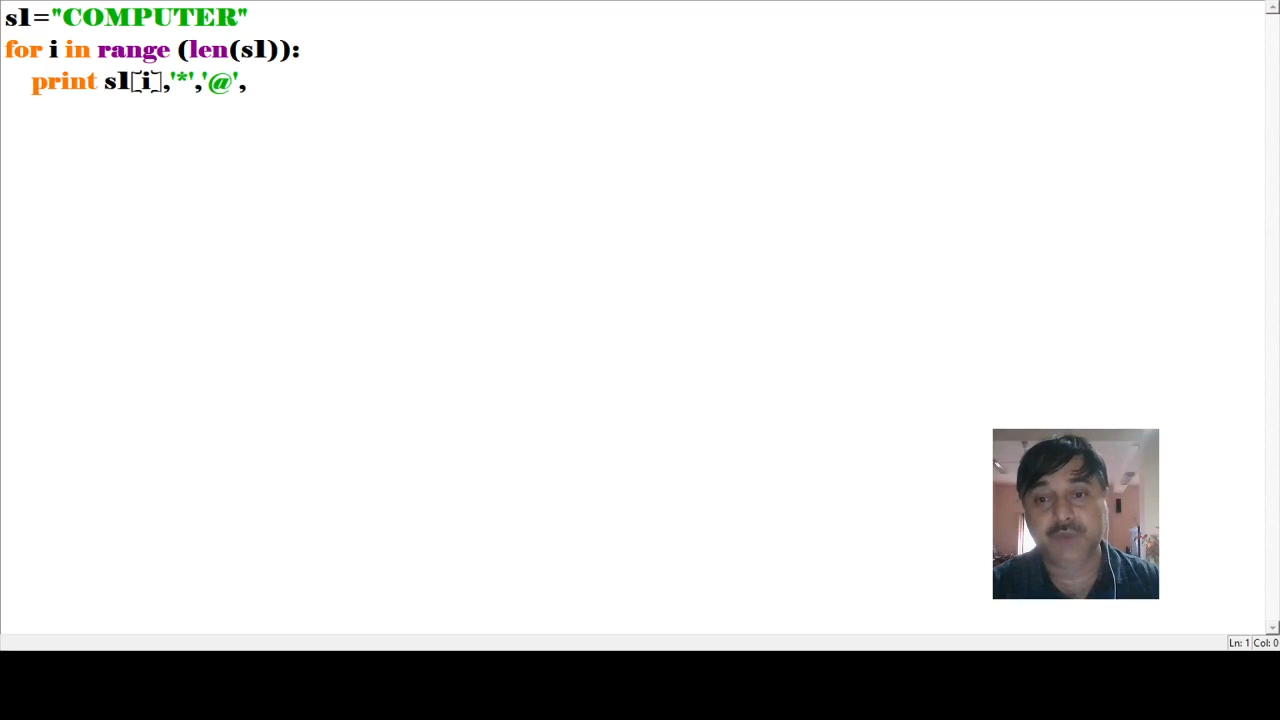 s1="COMPUTER"
for i in range (len(s1)):
    print s1[i],'*','@',
Ln: 1 Col: 0